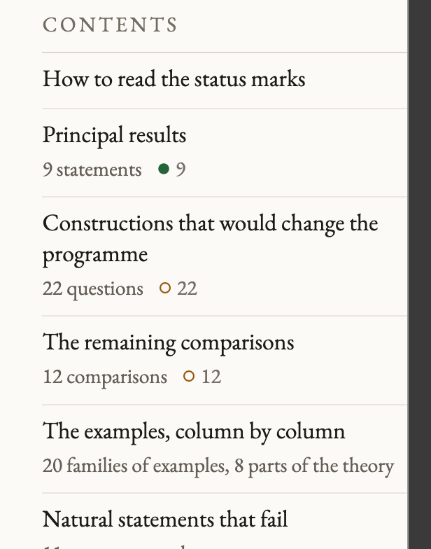 CONTENTS
How to read the status marks
Principal results
9 statements 9
Constructions that would change the
programme
22 questions 22
The remaining comparisons
12 comparisons 12
The examples, column by column
20 families of examples, 8 parts of the theory
Natural statements that fail